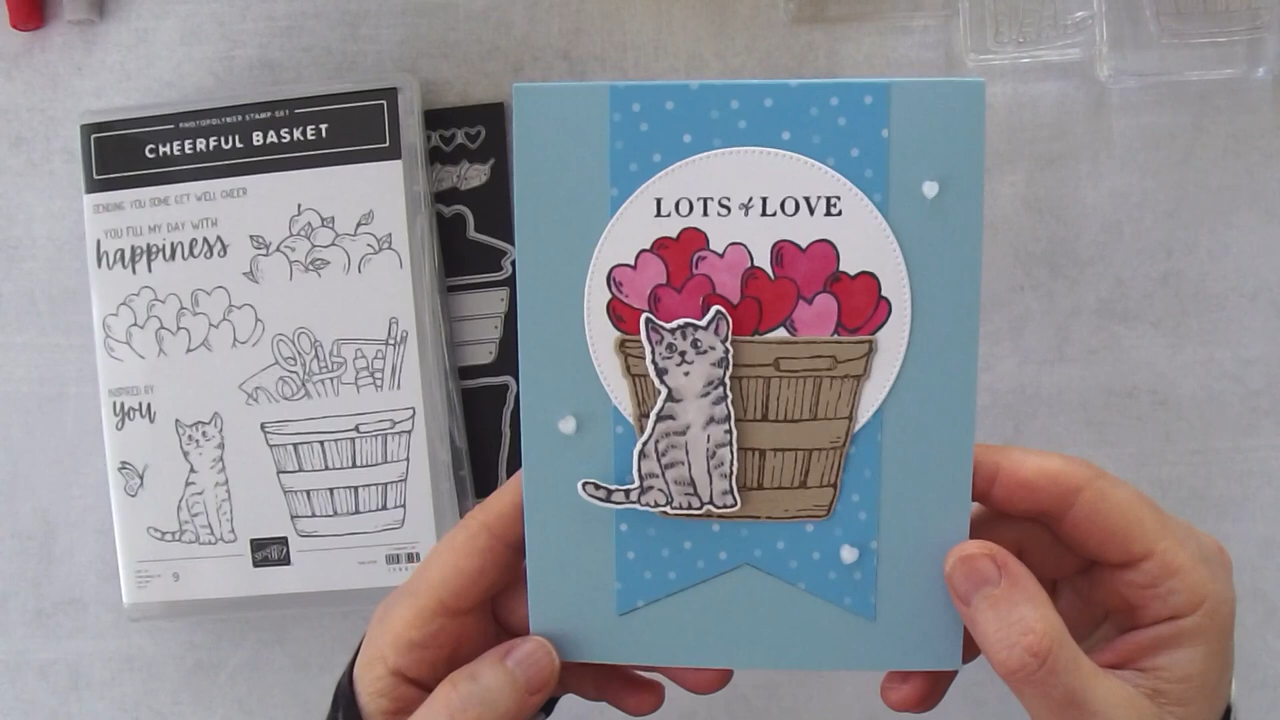 PHOTOPOLYMER STAMP SET
CHEERFUL BASKET
SENDING YOU SOME GET WELL CHEER
YOU FILL MY DAY WITH
happiness
INSPIRED BY
you
9
LOTS of LOVE